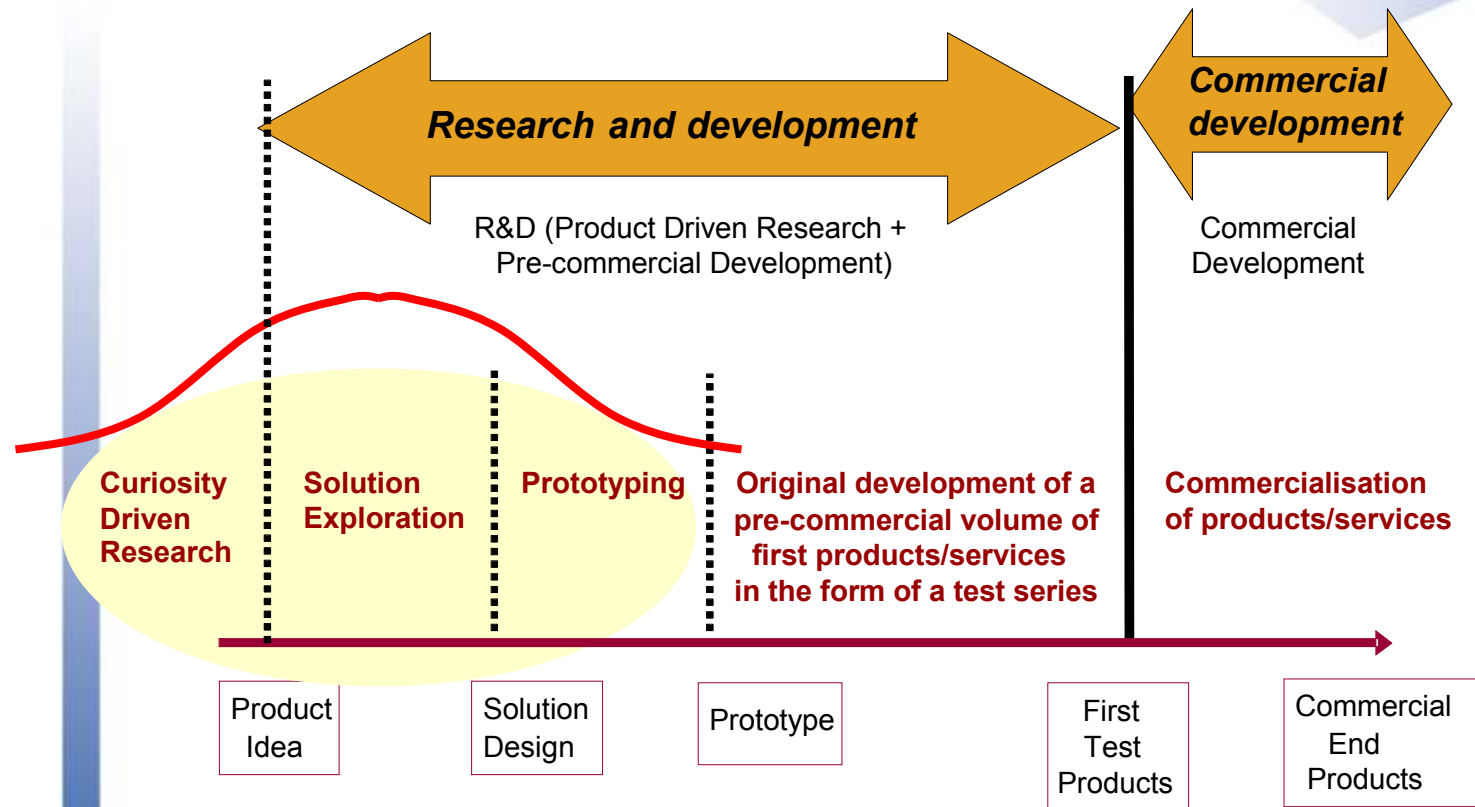 Research and development
Commercial
development
R&D (Product Driven Research +
Pre-commercial Development)
Commercial
Development
Curiosity
Driven
Research
Solution
Exploration
Prototyping
Original development of a
pre-commercial volume of
first products/services
in the form of a test series
Commercialisation
of products/services
Product
Idea
Solution
Design
Prototype
First
Test
Products
Commercial
End
Products